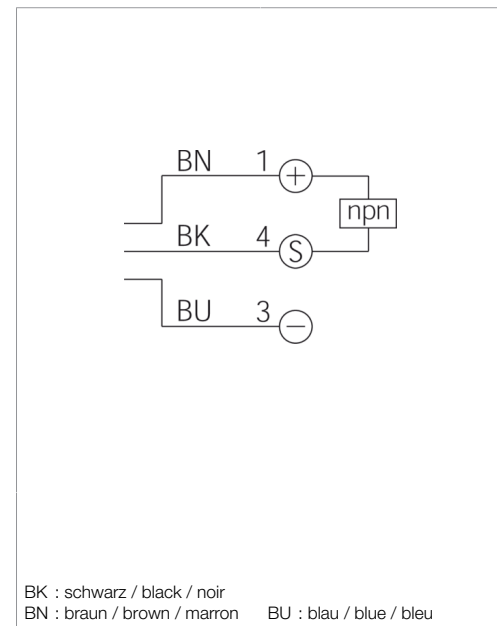 BN 1 +
npn
BK 4 S
BU 3 −
BK : schwarz / black / noir
BN : braun / brown / marron BU : blau / blue / bleu